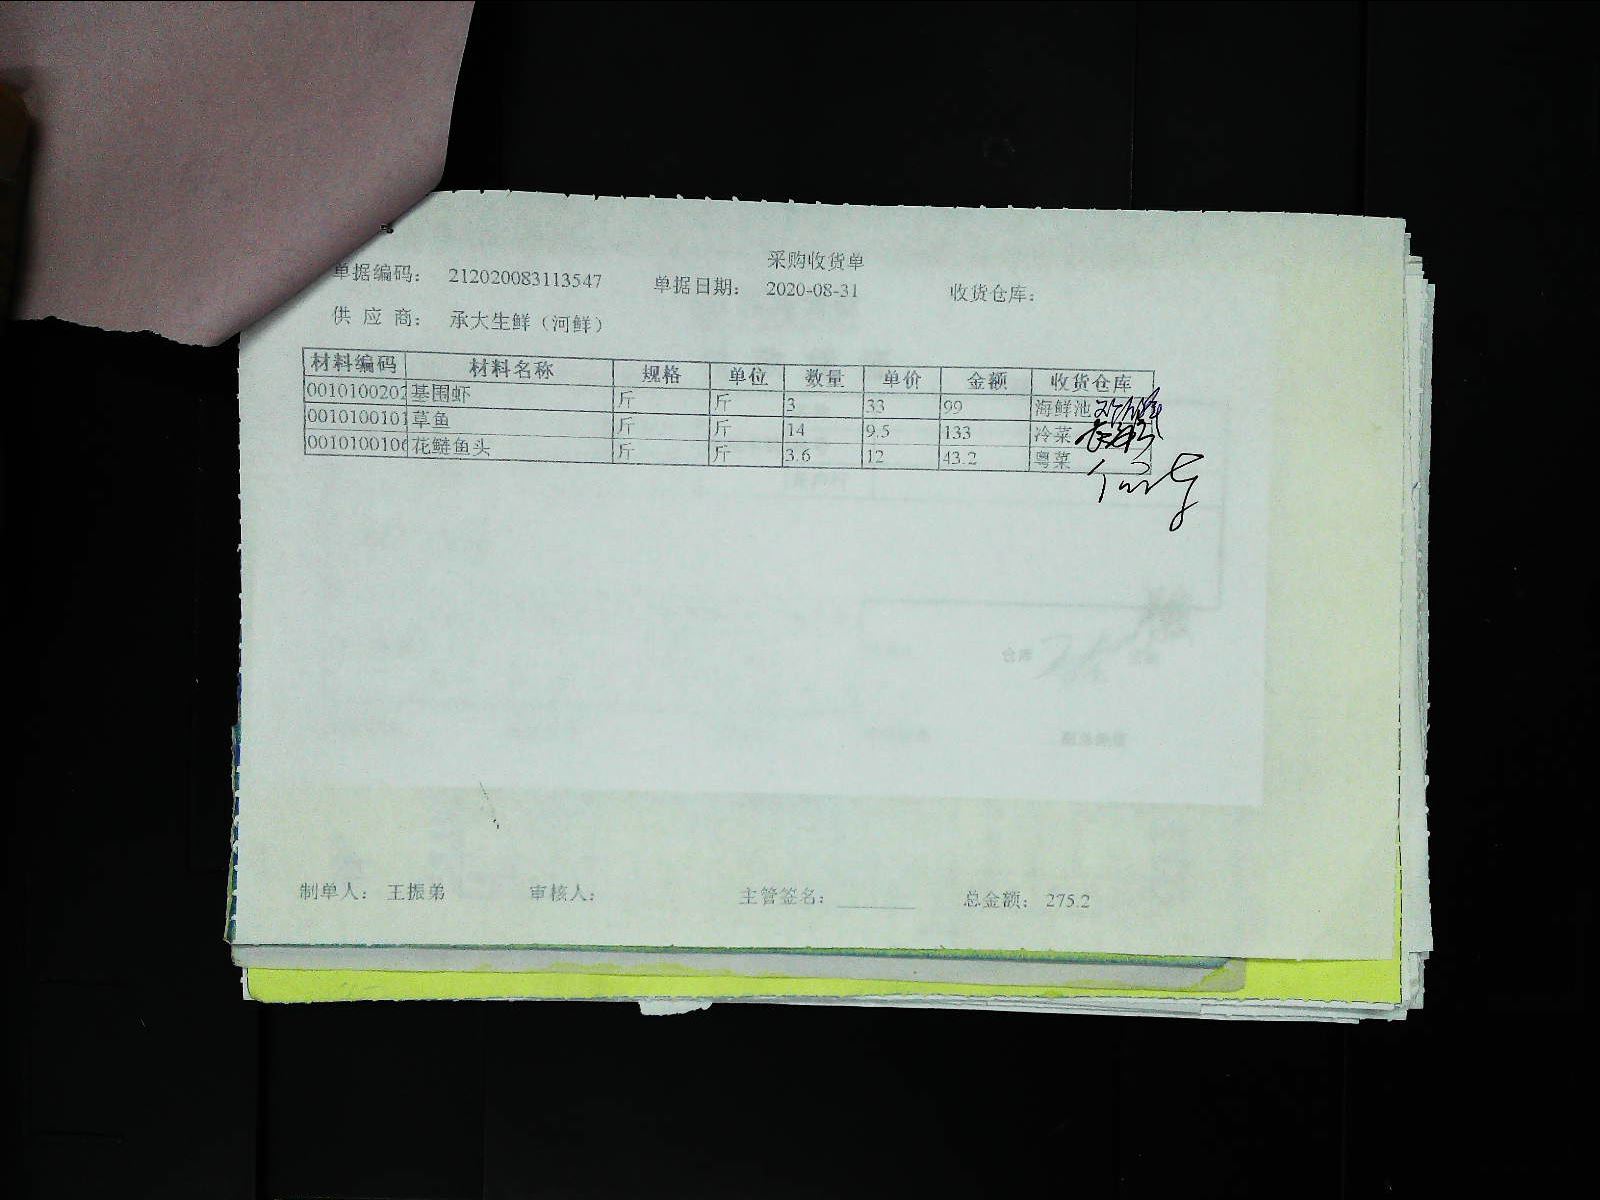 采购收货单
单据编码： 212020083113547 单据日期： 2020-08-31 收货仓库：
供 应 商： 承大生鲜（河鲜）
材料编码 材料名称 规格 单位 数量 单价 金额 收货仓库
0010100202 基围虾 斤 斤 3 33 99 海鲜池
0010100101 草鱼 斤 斤 14 9.5 133 冷菜
0010100106 花鲢鱼头 斤 斤 3.6 12 43.2 粤菜
制单人： 王振弟 审核人： 主管签名： 总金额： 275.2